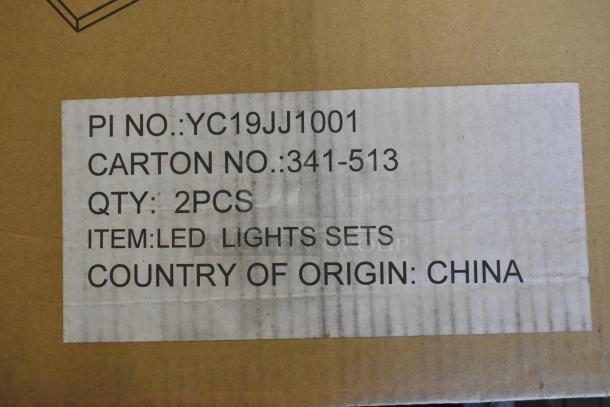 PI NO.:YC19JJ1001
CARTON NO.:341-513
QTY: 2PCS
ITEM:LED LIGHTS SETS
COUNTRY OF ORIGIN: CHINA